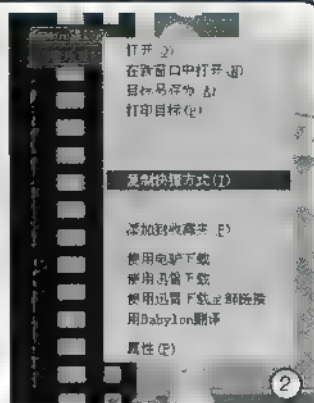 打开(O)
在新窗口中打开(N)
目标另存为(A)
打印目标(P)
复制快捷方式(T)
添加到收藏夹(F)
使用电驴下载
使用迅雷下载
使用迅雷下载全部链接
用Babylon翻译
属性(P)
2